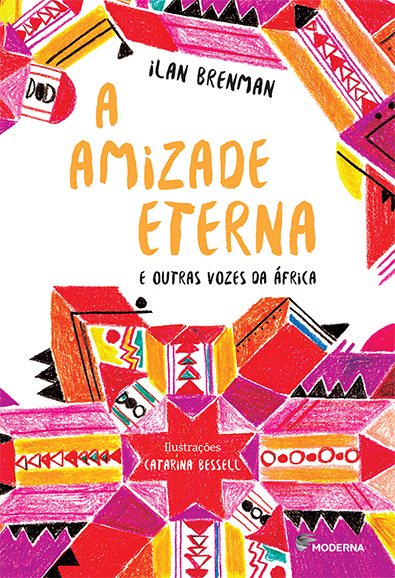 iLAN BRENMAN
A
AMiZADE
ETERNA
E OUTRAS VOZES DA ÁFRICA
Ilustrações
CATARINA BESSELL
MODERNA